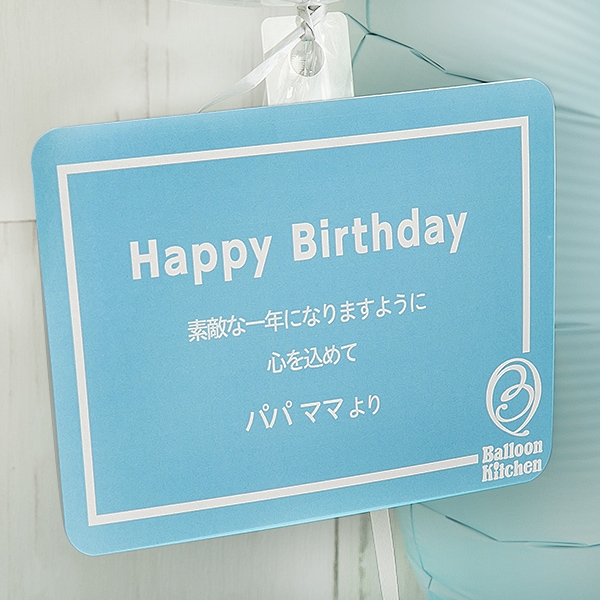 Happy Birthday
素敵な一年になりますように
心を込めて
パパ ママ より
Balloon
Kitchen